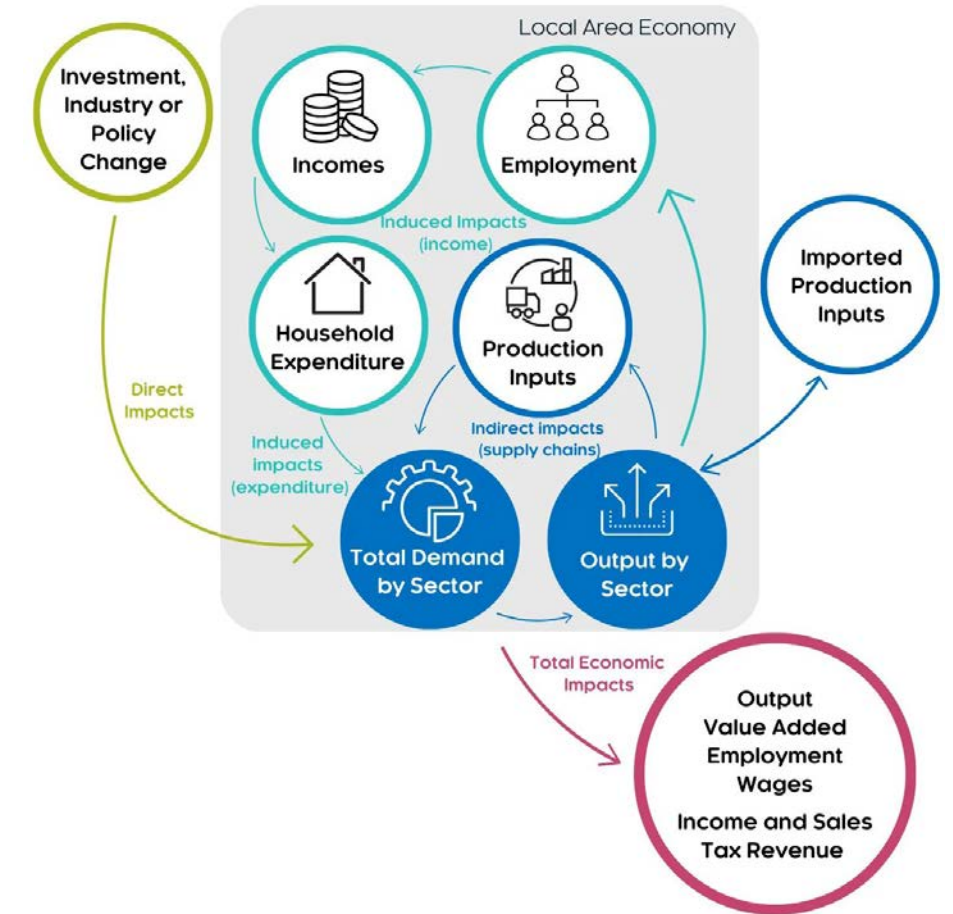 Local Area Economy
Investment,
Industry or
Policy
Change
Incomes
Employment
Induced Impacts
(income)
Imported
Production
Inputs
Household
Expenditure
Production
Inputs
Direct
Impacts
Induced
impacts
(expenditure)
Indirect impacts
(supply chains)
Total Demand
by Sector
Output by
Sector
Total Economic
Impacts
Output
Value Added
Employment
Wages
Income and Sales
Tax Revenue